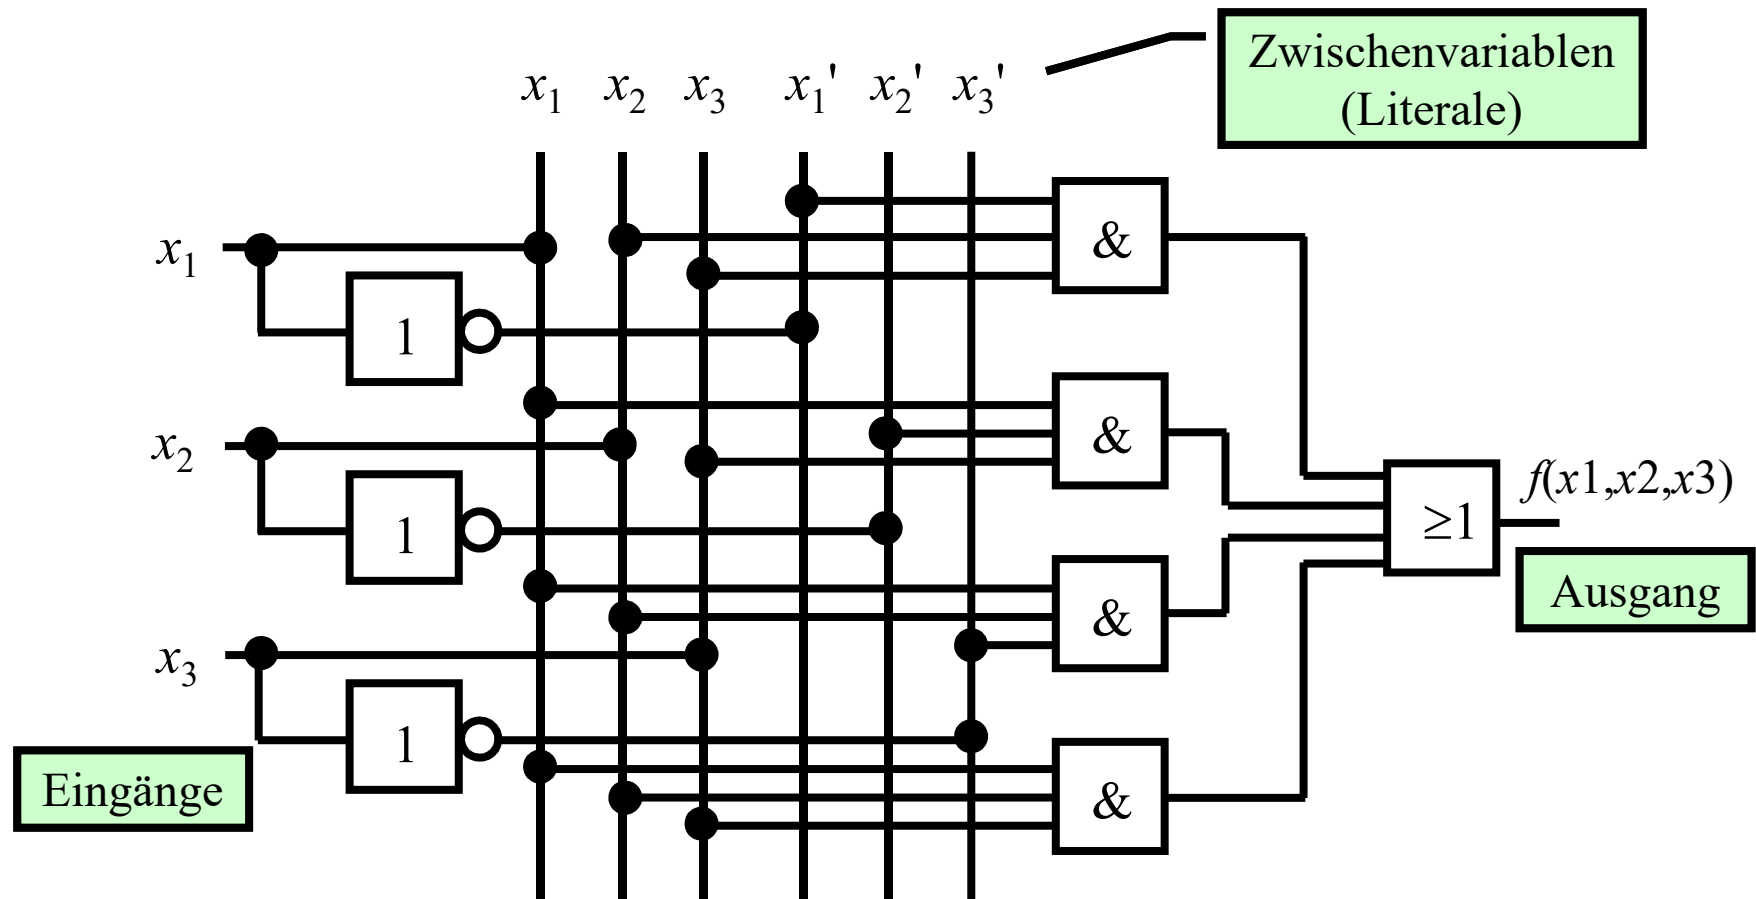 Zwischenvariablen
(Literale)
x₁ x₂ x₃ x₁' x₂' x₃'
x₁
1
x₂
1
x₃
1
Eingänge
&
&
&
&
≥1
f(x1,x2,x3)
Ausgang